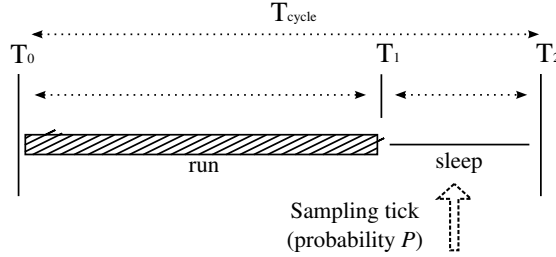 Tcycle
T0 T1 T2
run
sleep
Sampling tick
(probability P)